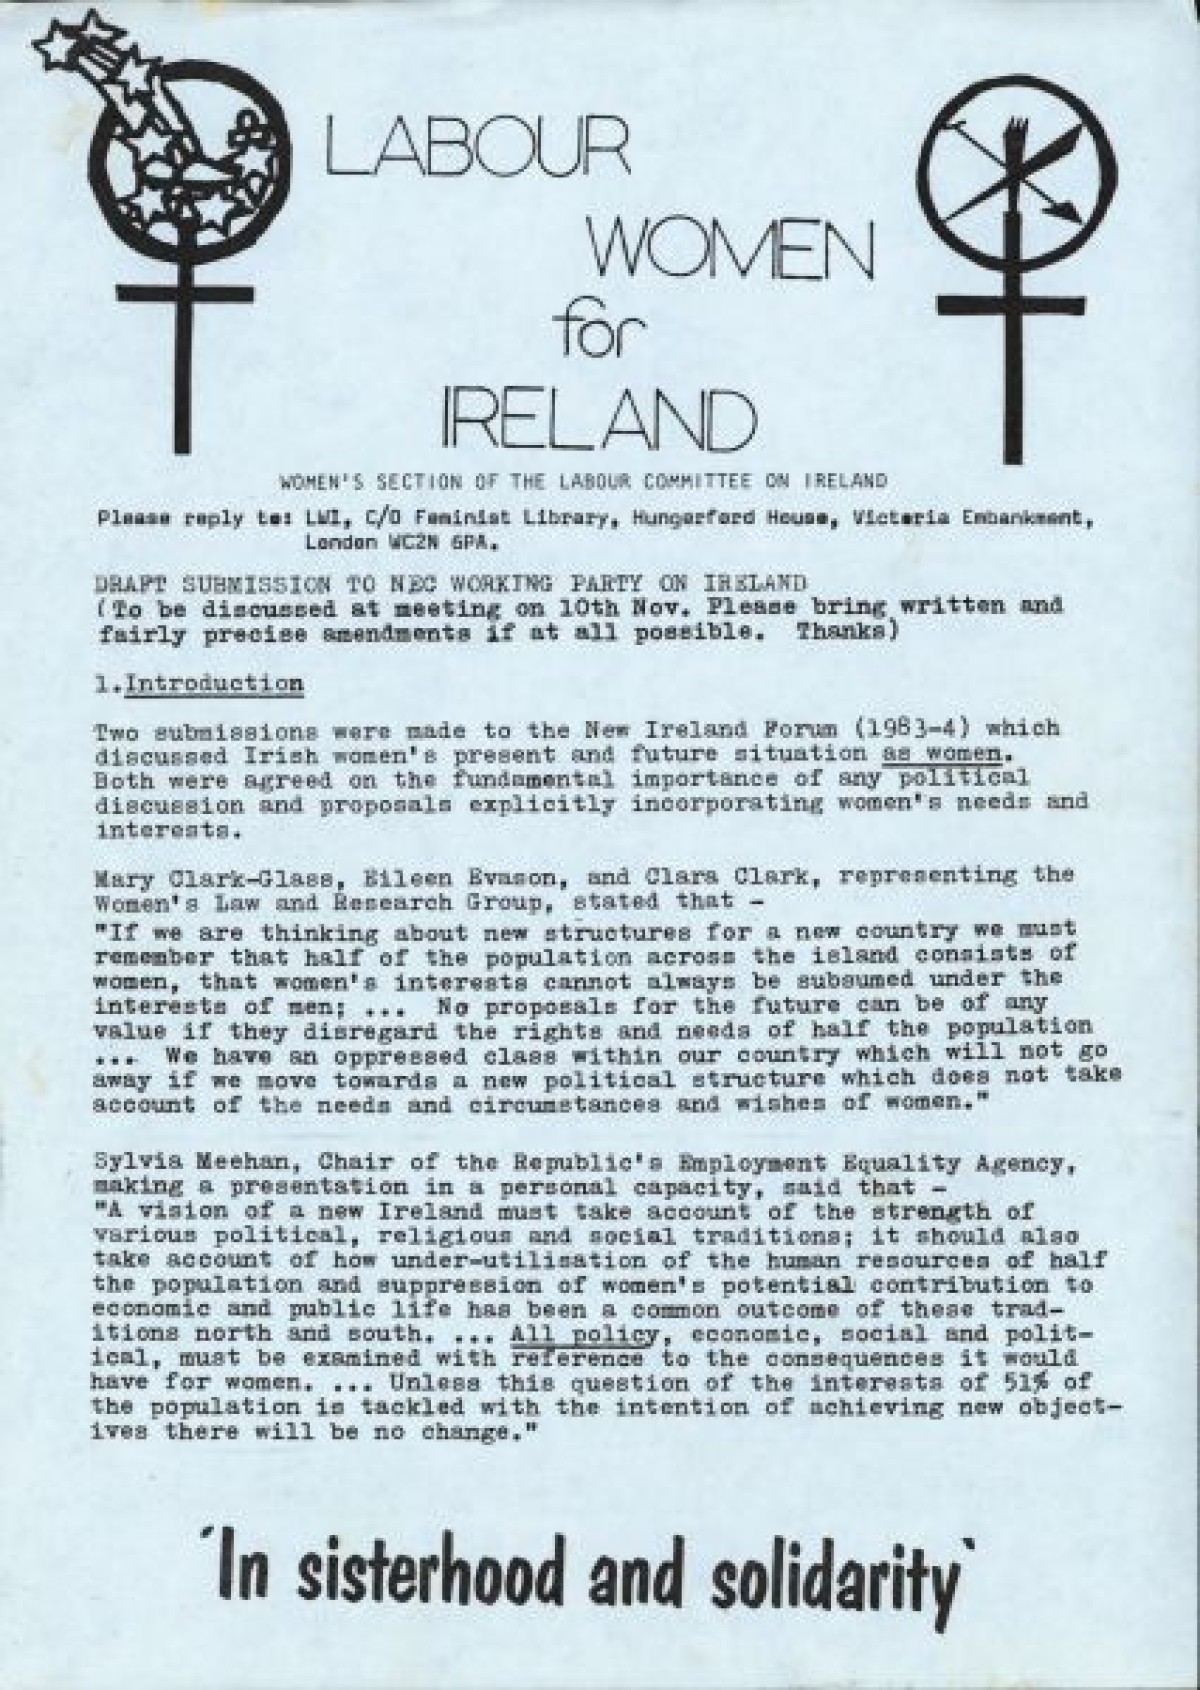 LABOUR
WOMEN
for
IRELAND
WOMEN'S SECTION OF THE LABOUR COMMITTEE ON IRELAND
Please reply to: LWI, C/O Feminist Library, Hungerford House, Victoria Embankment,
London WC2N 6PA.
DRAFT SUBMISSION TO NEC WORKING PARTY ON IRELAND
(To be discussed at meeting on 10th Nov. Please bring written and
fairly precise amendments if at all possible. Thanks)
1.Introduction
Two submissions were made to the New Ireland Forum (1983-4) which
discussed Irish women's present and future situation as women.
Both were agreed on the fundamental importance of any political
discussion and proposals explicitly incorporating women's needs and
interests.
Mary Clark-Glass, Eileen Evason, and Clara Clark, representing the
Women's Law and Research Group, stated that -
"If we are thinking about new structures for a new country we must
remember that half of the population across the island consists of
women, that women's interests cannot always be subsumed under the
interests of men; ... No proposals for the future can be of any
value if they disregard the rights and needs of half the population
... We have an oppressed class within our country which will not go
away if we move towards a new political structure which does not take
account of the needs and circumstances and wishes of women."
Sylvia Meehan, Chair of the Republic's Employment Equality Agency,
making a presentation in a personal capacity, said that -
"A vision of a new Ireland must take account of the strength of
various political, religious and social traditions; it should also
take account of how under-utilisation of the human resources of half
the population and suppression of women's potential contribution to
economic and public life has been a common outcome of these trad-
itions north and south. ... All policy, economic, social and polit-
ical, must be examined with reference to the consequences it would
have for women. ... Unless this question of the interests of 51% of
the population is tackled with the intention of achieving new object-
ives there will be no change."
'In sisterhood and solidarity'